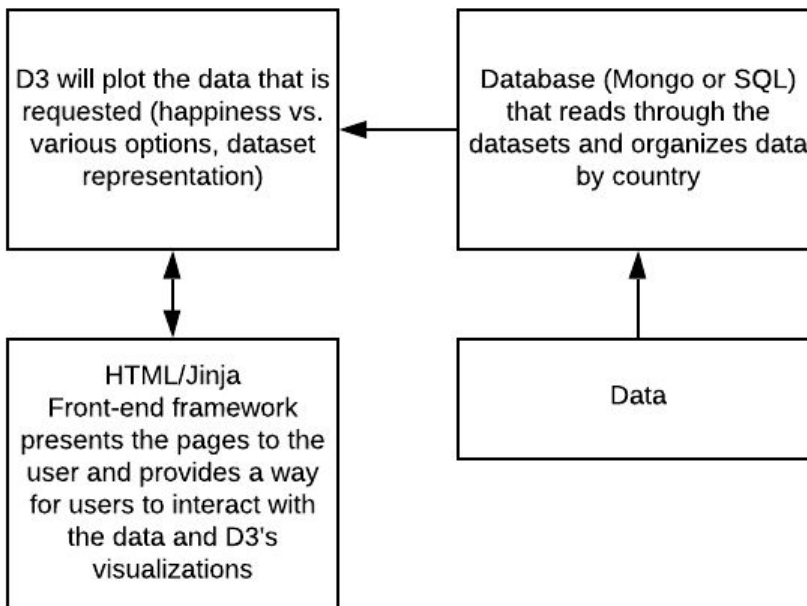 D3 will plot the data that is
requested (happiness vs.
various options, dataset
representation)
Database (Mongo or SQL)
that reads through the
datasets and organizes data
by country
HTML/Jinja
Front-end framework
presents the pages to the
user and provides a way
for users to interact with
the data and D3's
visualizations
Data